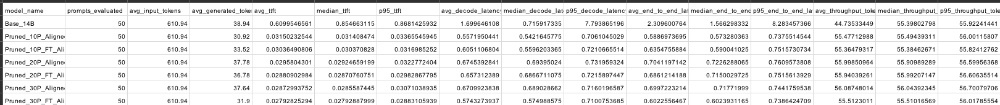 model_name prompts_evaluated avg_input_tokens avg_generated_toke avg_ttft median_ttft p95_ttft avg_decode_latency median_decode_lat p95_decode_latenc avg_end_to_end_lat median_end_to_end p95_end_to_end_la avg_throughput_toke median_throughput_ p95_throughput_toke
Base_14B 50 610.94 38.94 0.6099546561 0.854663115 0.8681425932 1.699646108 0.715917335 7.793865196 2.309600764 1.566298332 8.283457366 44.73533449 55.39802798 55.92241441
Pruned_10P_Aligne 50 610.94 30.92 0.03150232544 0.031408474 0.03365545945 0.5571950441 0.5421645775 0.7061045029 0.5886973695 0.573280363 0.7375514544 55.47712988 55.49439311 56.00115807
Pruned_10P_FT_Ali 50 610.94 33.52 0.03036490806 0.030370828 0.0316985252 0.6051106804 0.5596203365 0.7210665514 0.6354755884 0.590041025 0.7515730734 55.36479317 55.38462671 55.82412762
Pruned_20P_Aligne 50 610.94 37.78 0.0295804301 0.02924659199 0.0322772404 0.6745392841 0.69395024 0.731959324 0.7041197142 0.7226288065 0.7609573808 55.99850964 55.90989289 56.59956368
Pruned_20P_FT_Ali 50 610.94 36.78 0.02880902984 0.02870760751 0.02982867795 0.657312389 0.6866711075 0.7215897447 0.6861214188 0.7150029725 0.7515613929 55.94039261 55.99207147 56.60635514
Pruned_30P_Aligne 50 610.94 37.64 0.02872993752 0.0285587445 0.03071038935 0.6709923838 0.689028662 0.7160196587 0.6997223214 0.71771999 0.7441759538 56.08748014 56.04392345 56.70079706
Pruned_30P_FT_Ali 50 610.94 31.9 0.02792825294 0.02792887999 0.02883105939 0.5743273937 0.574988575 0.7100753685 0.6022556467 0.6023931165 0.7386424709 55.5123011 55.51016569 56.01785554